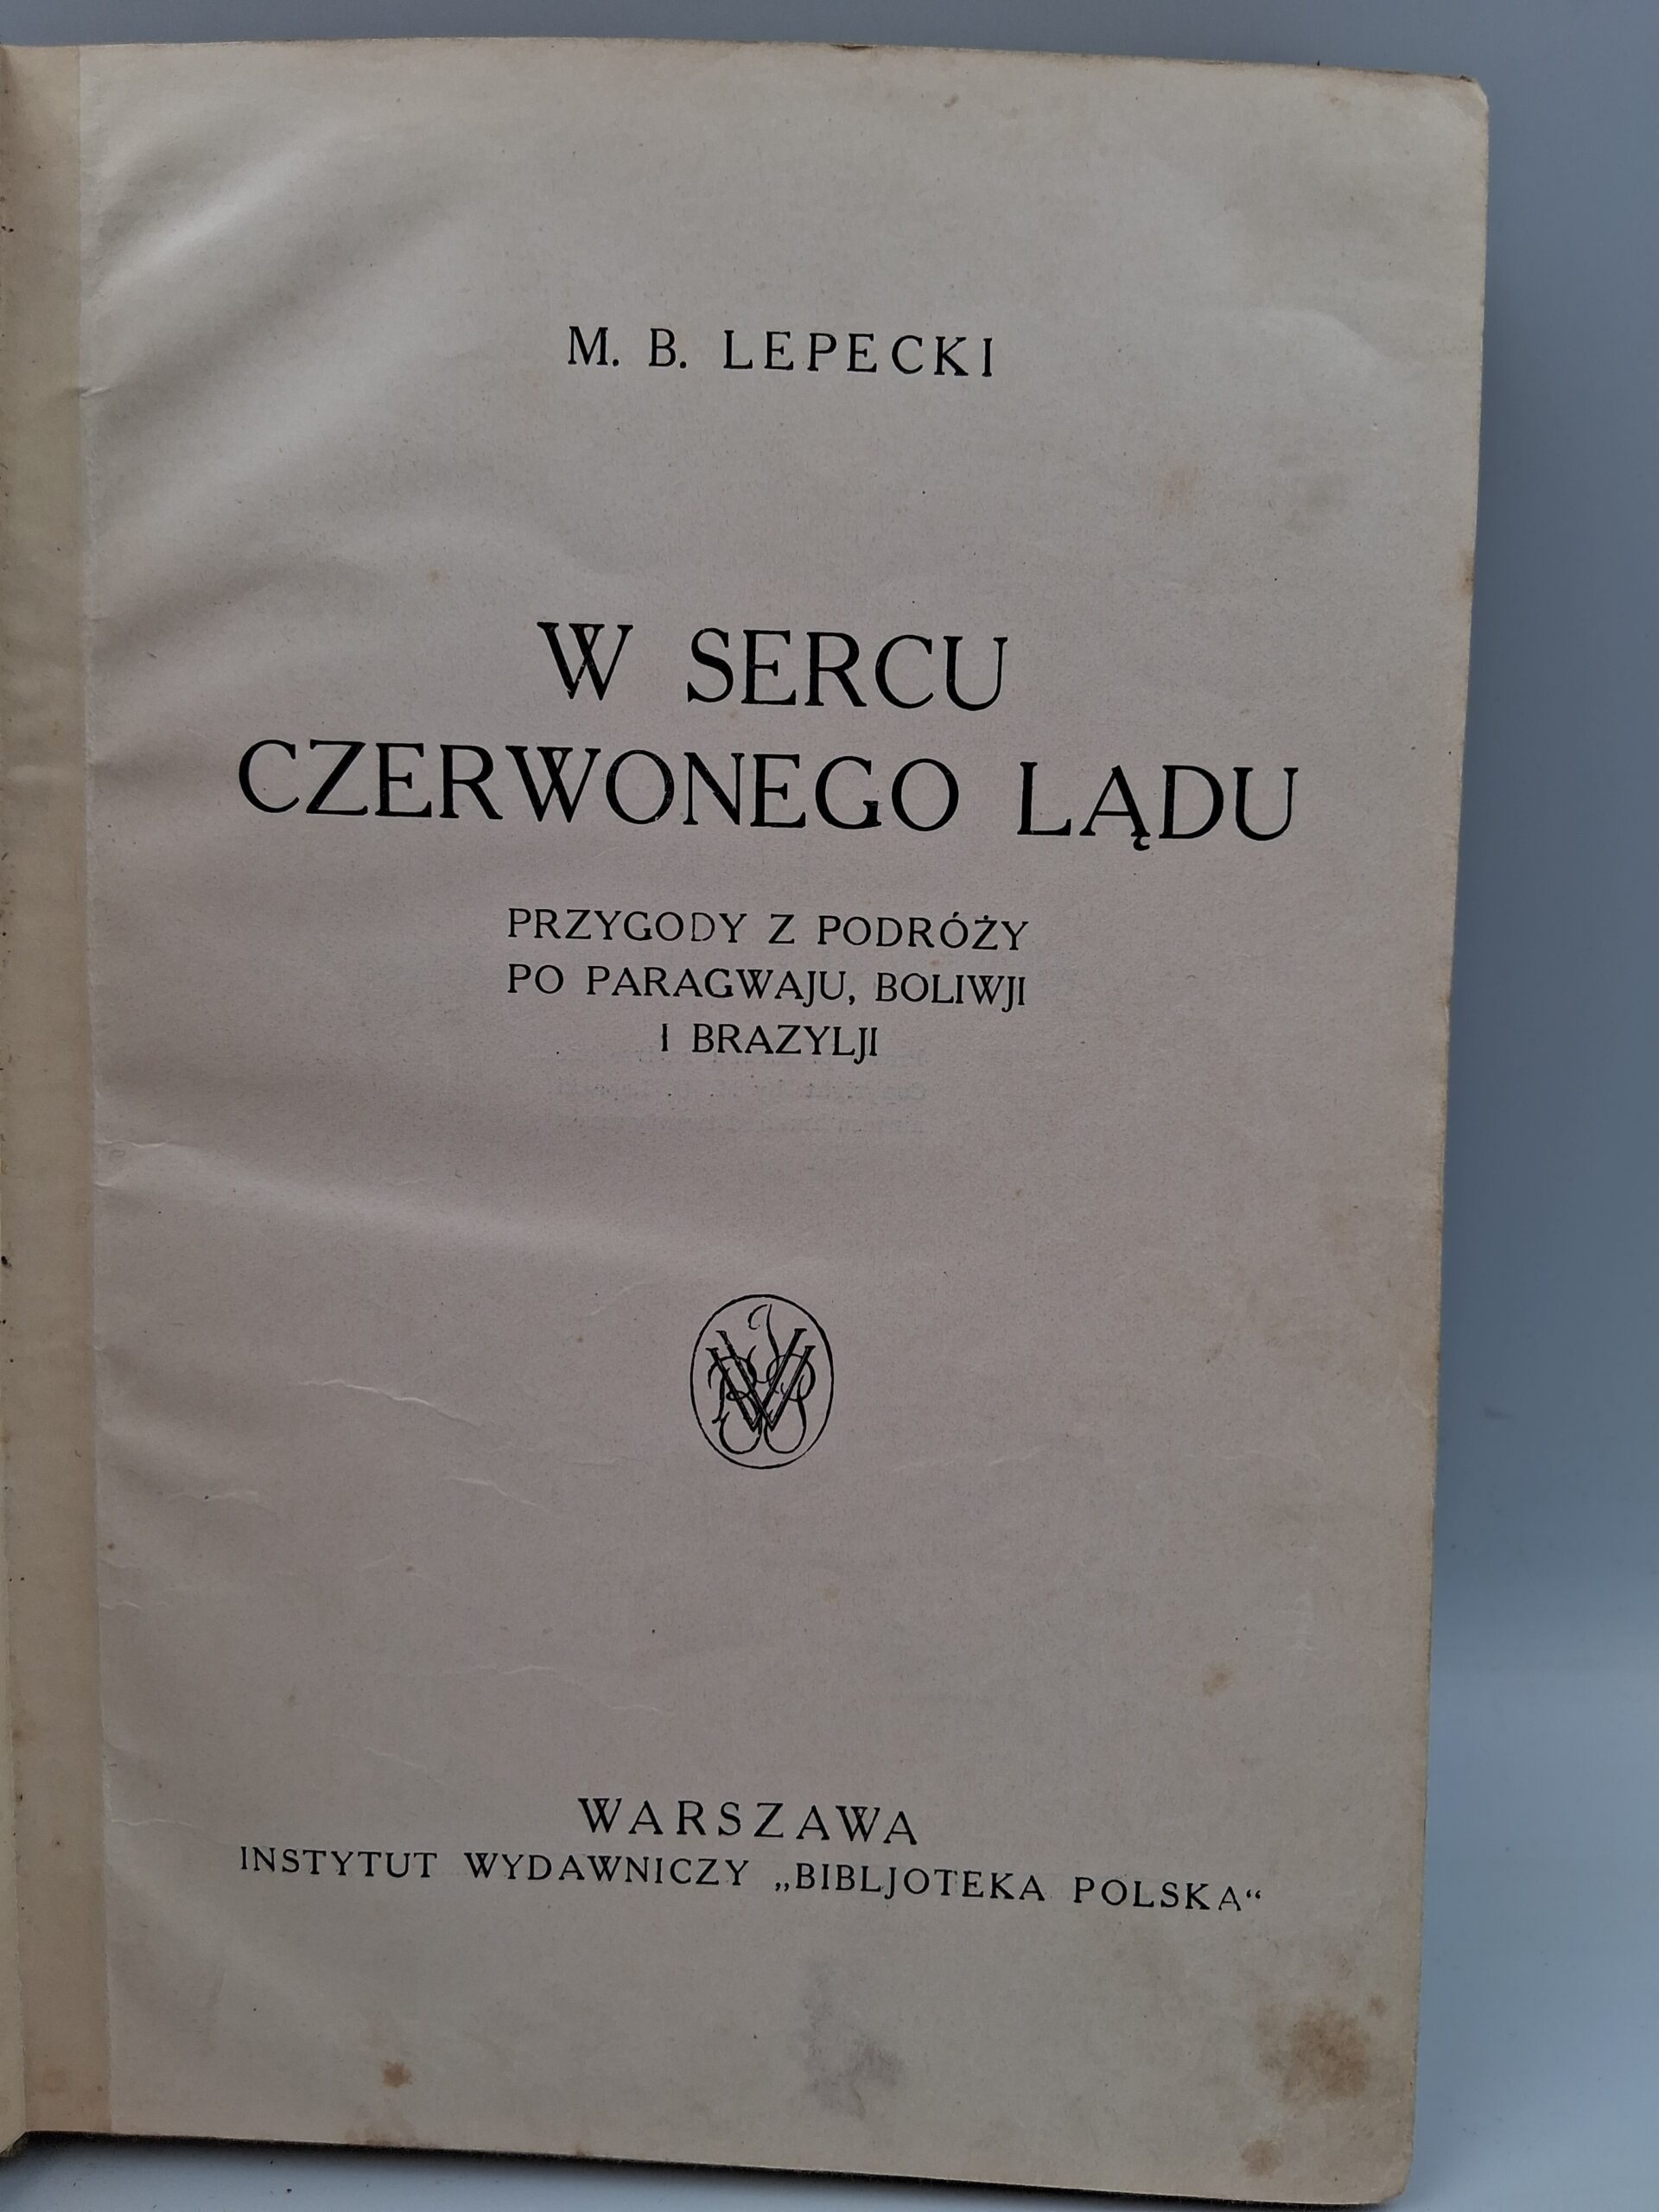 M. B. LEPECKI
W SERCU
CZERWONEGO LĄDU
PRZYGODY Z PODRÓŻY
PO PARAGWAJU, BOLIWJI
I BRAZYLJI
WARSZAWA
INSTYTUT WYDAWNICZY „BIBLJOTEKA POLSKA“